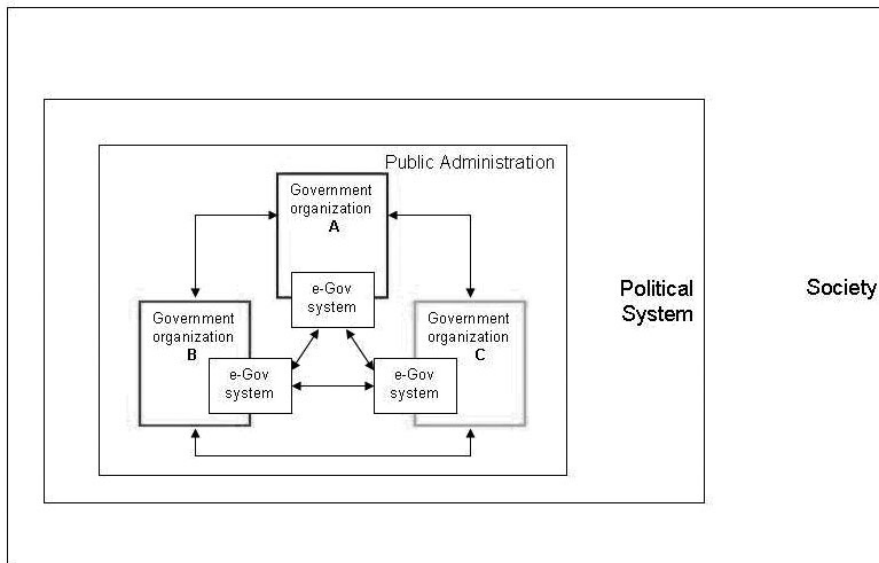 Public Administration
Government
organization
A
e-Gov
system
Government
organization
B
e-Gov
system
Government
organization
C
e-Gov
system
Political
System
Society